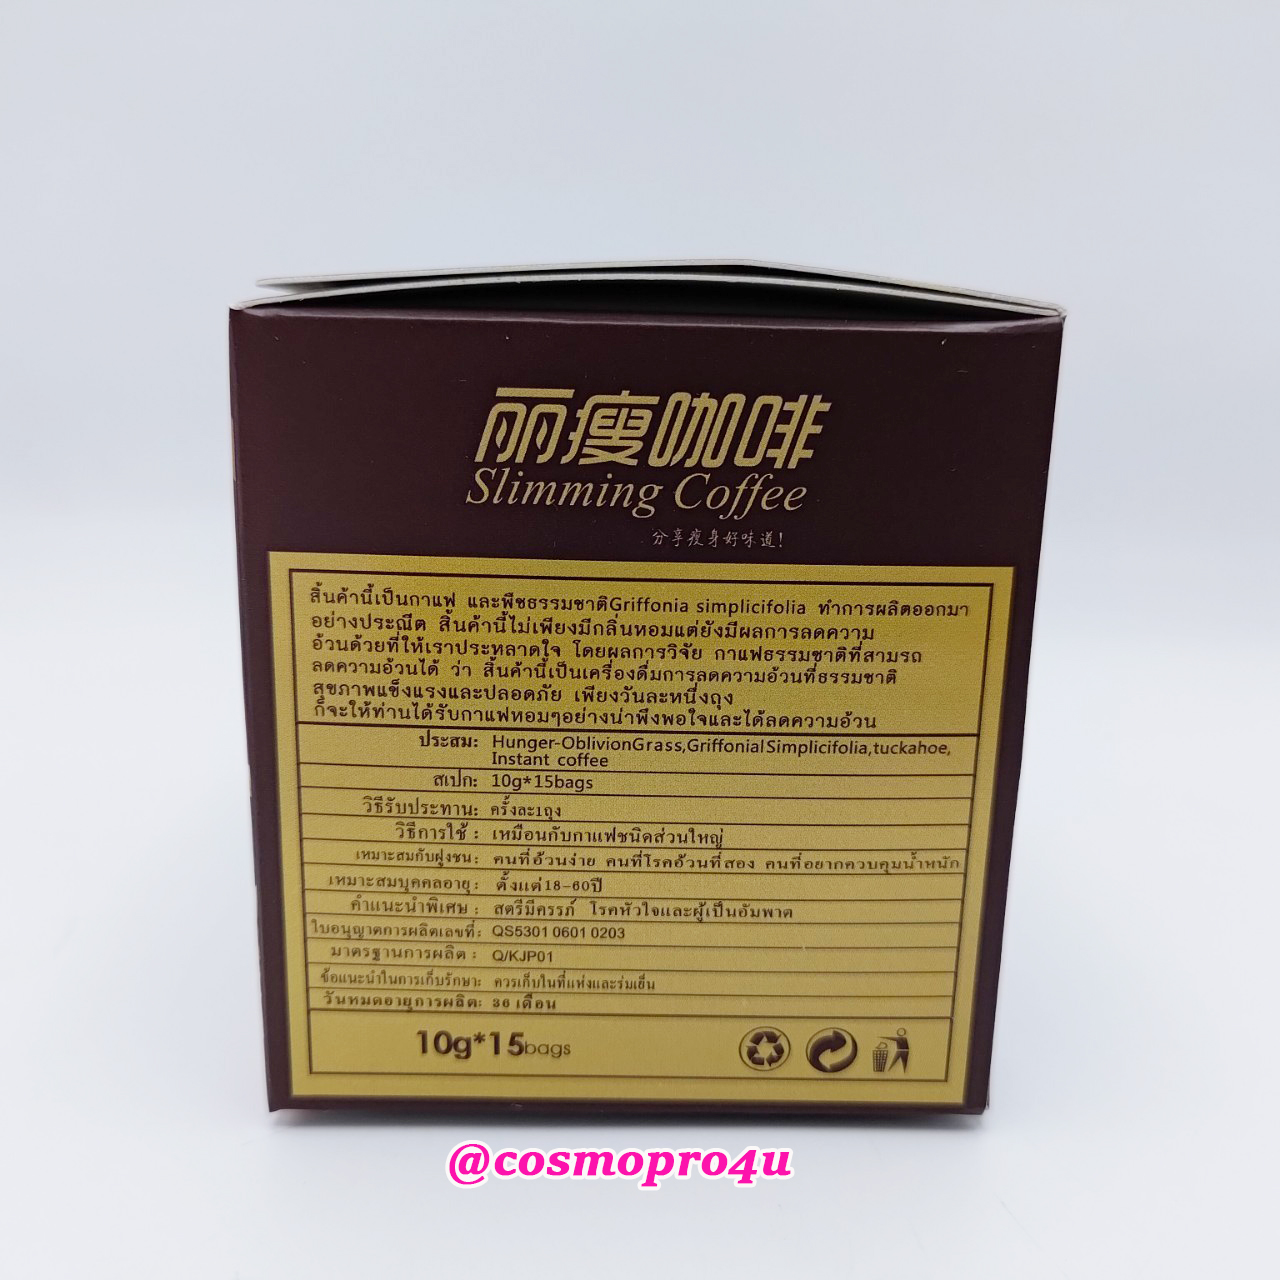 丽瘦咖啡
Slimming Coffee
分享瘦身好味道!
สิ้นค้านี้เป็นกาแฟ และพืชธรรมชาติGriffonia simplicifolia ทำการผลิตออกมา
อย่างประณีต สิ้นค้านี้ไม่เพียงมีกลิ่นหอมแต่ยังมีผลการลดความ
อ้วนด้วยที่ให้เราประหลาดใจ โดยผลการวิจัย กาแฟธรรมชาติที่สามรถ
ลดความอ้วนได้ ว่า สิ้นค้านี้เป็นเครื่องดื่มการลดความอ้วนที่ธรรมชาติ
สุขภาพแข็งแรงและปลอดภัย เพียงวันละหนึ่งถุง
ก็จะให้ท่านได้รับกาแฟหอมๆอย่างน่าพึงพอใจและได้ลดความอ้วน
ประสม: Hunger-OblivionGrass,GriffonialSimplicifolia,tuckahoe,
Instant coffee
สเปก: 10g*15bags
วิธีรับประทาน: ครั้งละ1ถุง
วิธีการใช้ : เหมือนกับกาแฟชนิดส่วนใหญ่
เหมาะสมกับฝูงชน: คนที่อ้วนง่าย คนที่โรคอ้วนที่สอง คนที่อยากควบคุมน้ำหนัก
เหมาะสมบุคคลอายุ : ตั้งแต่18-60ปี
คำแนะนำพิเศษ : สตรีมีครรภ์ โรคหัวใจและผู้เป็นอัมพาต
ใบอนุญาตการผลิตเลขที่: QS5301 0601 0203
มาตรฐานการผลิต : Q/KJP01
ข้อแนะนำในการเก็บรักษา: ควรเก็บในที่แห่งและร่มเย็น
วันหมดอายุการผลิต: 36 เดือน
10g*15bags
@cosmopro4u